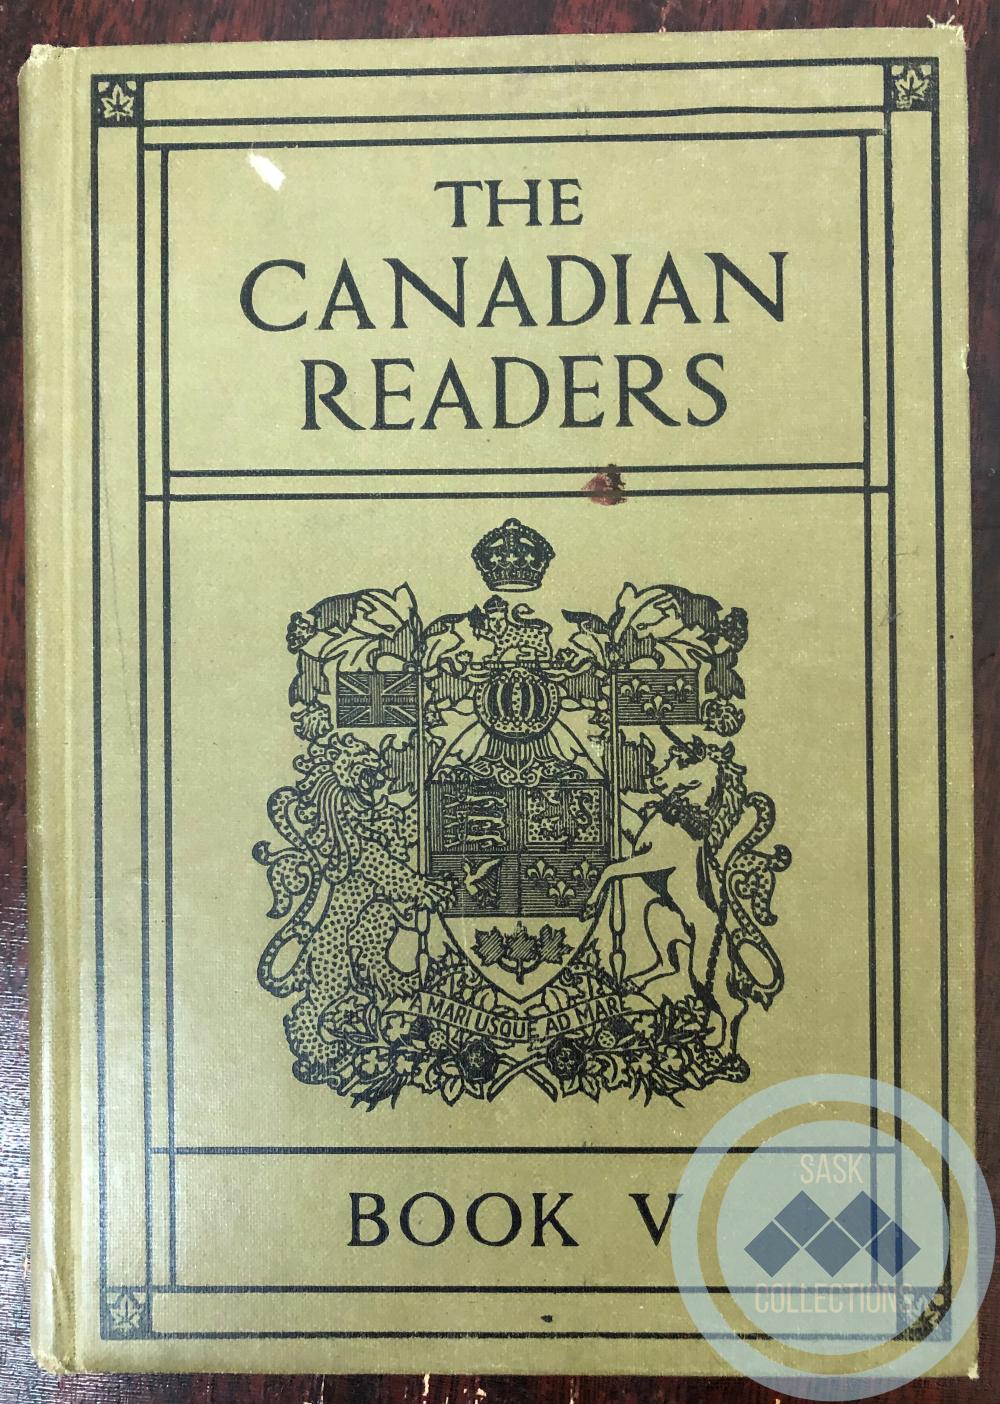 THE
CANADIAN
READERS
A MARI USQUE AD MARE
BOOK V
SASK
COLLECTIONS